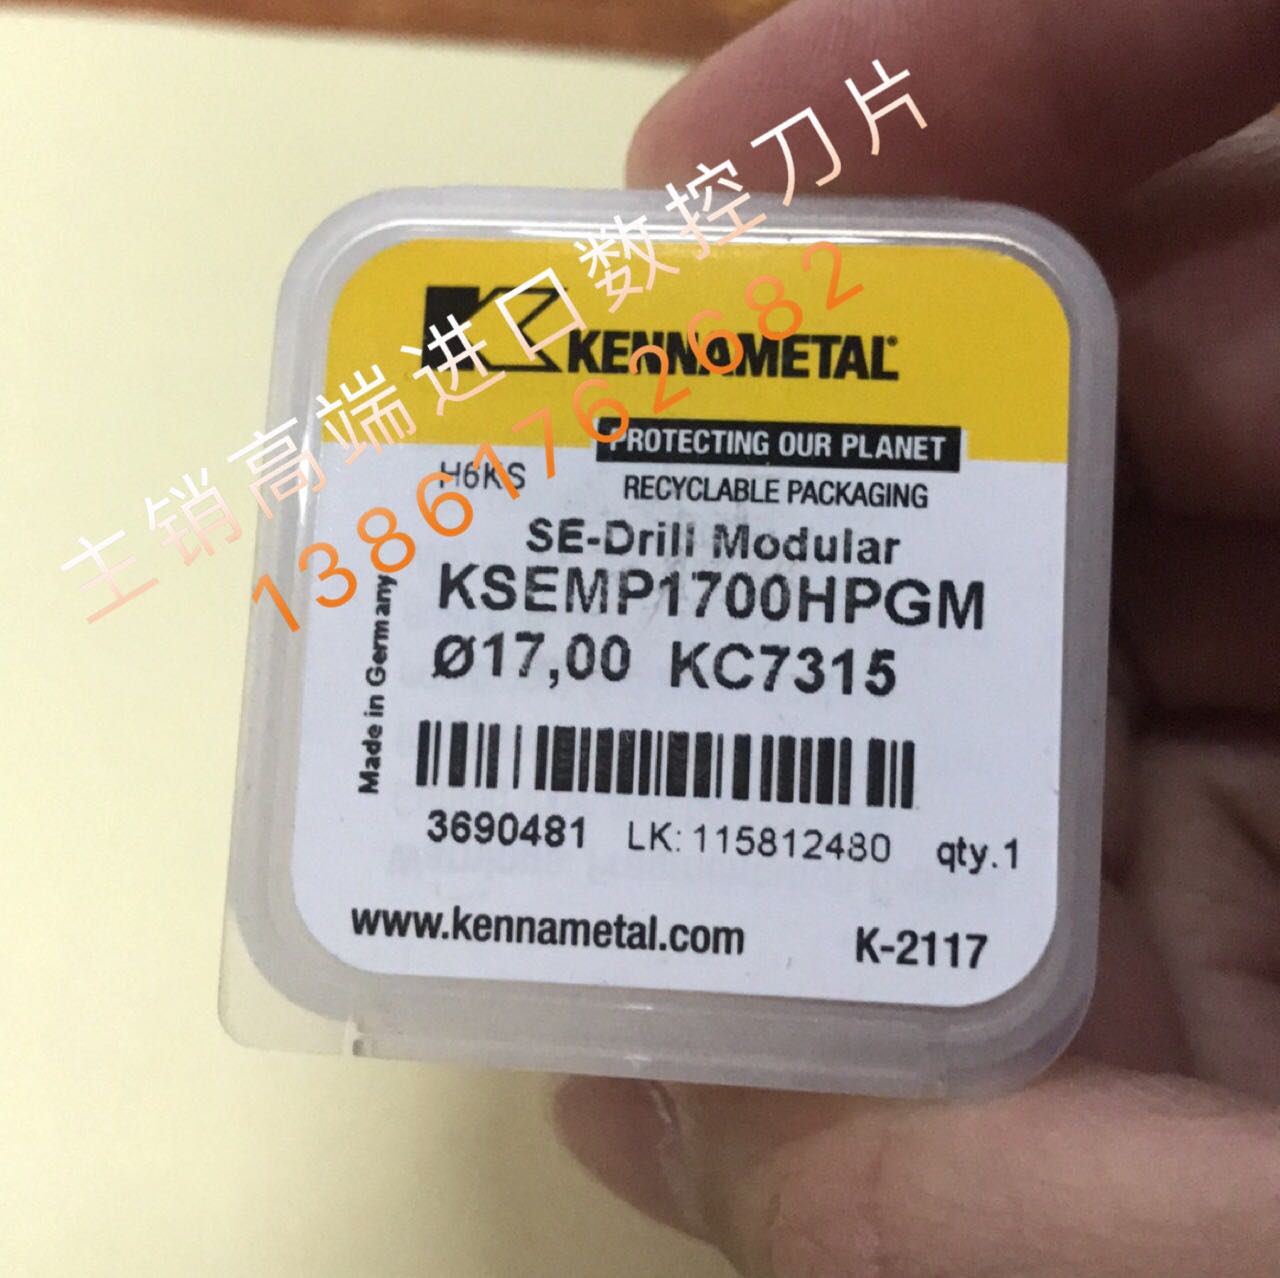 主销高端进口数控刀片
13861762682
KENNAMETAL®
PROTECTING OUR PLANET
H6KS
RECYCLABLE PACKAGING
SE-Drill Modular
KSEMP1700HPGM
Ø17,00 KC7315
Made in Germany
3690481 LK: 115812480 qty.1
www.kennametal.com K-2117